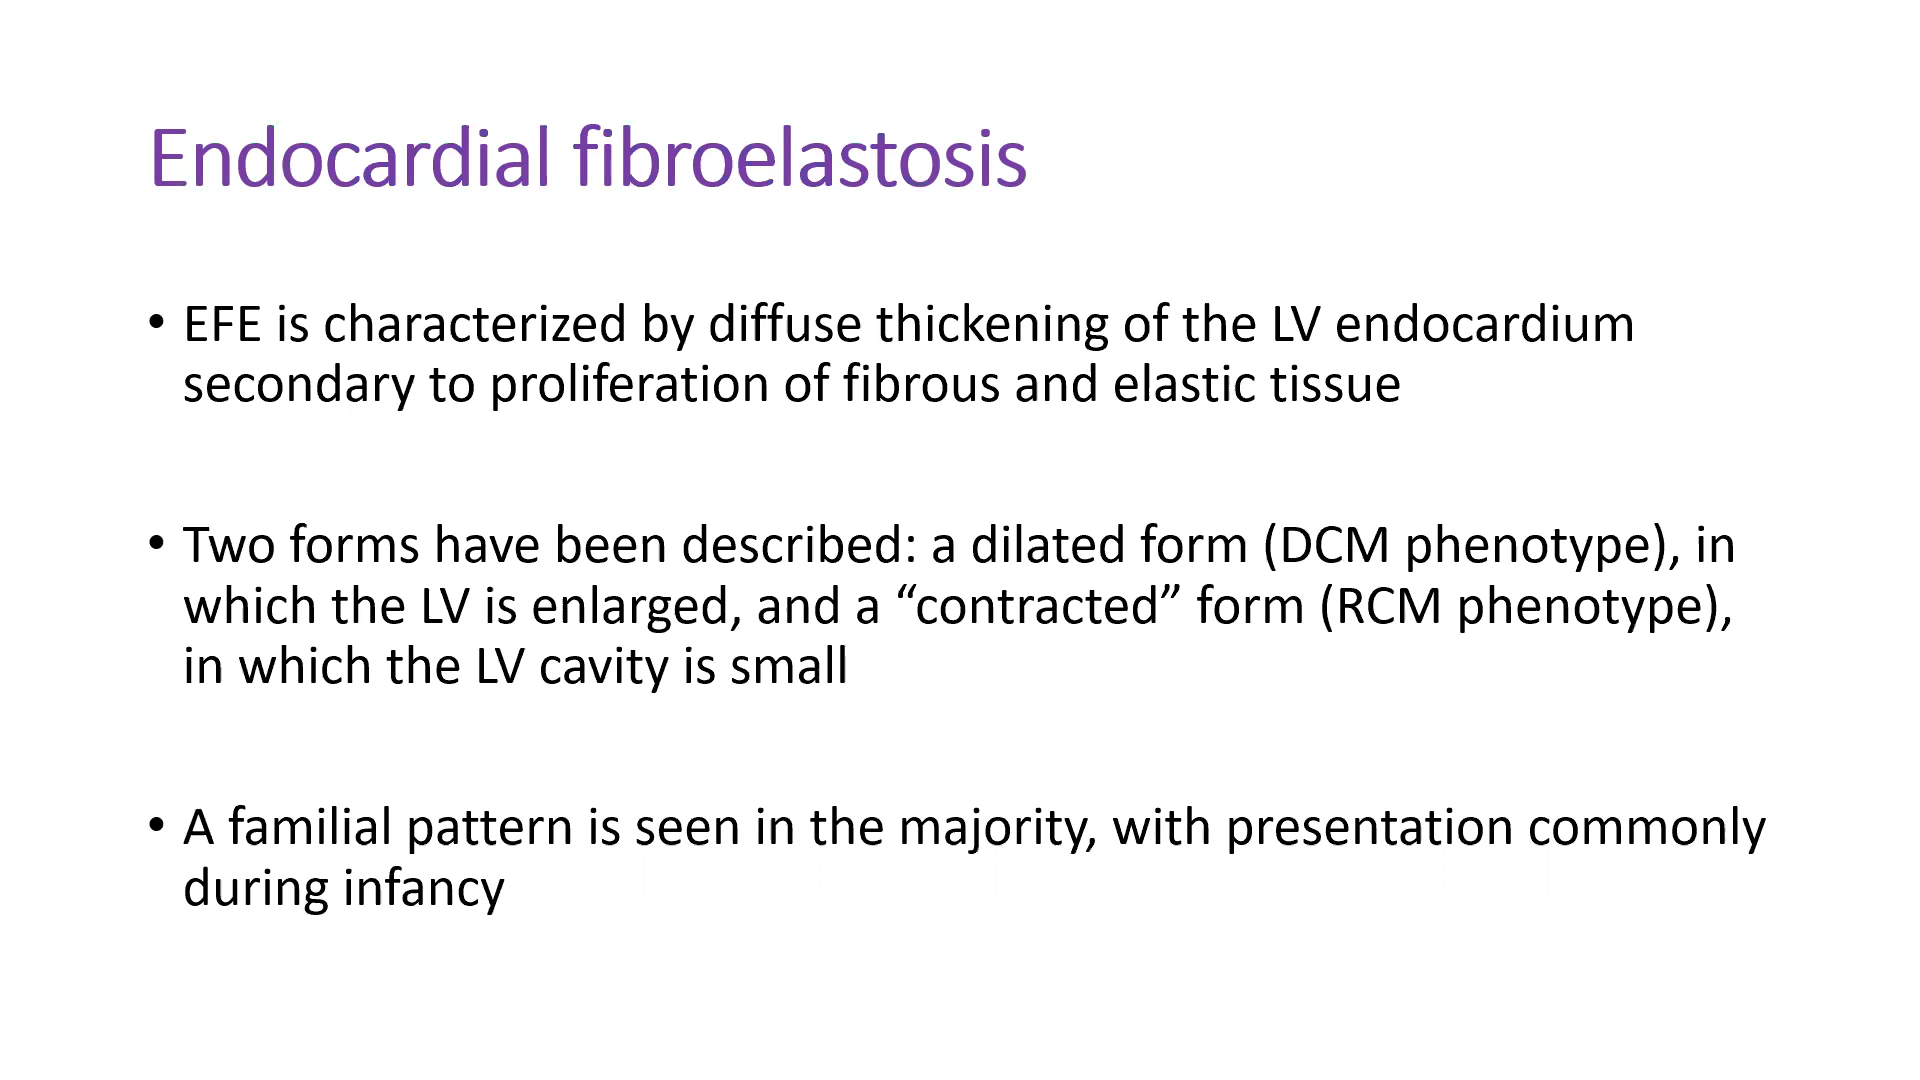 Endocardial fibroelastosis
• EFE is characterized by diffuse thickening of the LV endocardium
secondary to proliferation of fibrous and elastic tissue
• Two forms have been described: a dilated form (DCM phenotype), in
which the LV is enlarged, and a “contracted” form (RCM phenotype),
in which the LV cavity is small
• A familial pattern is seen in the majority, with presentation commonly
during infancy